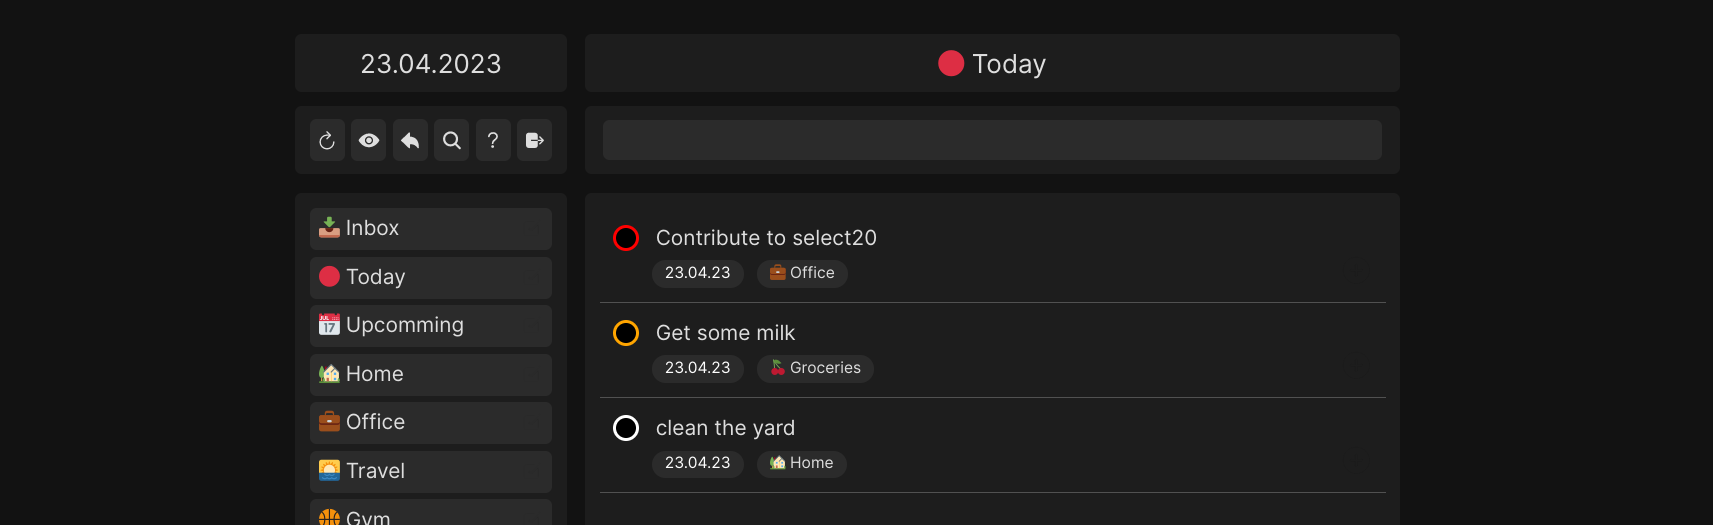 23.04.2023
Today
?
Inbox
Today
Upcomming
Home
Office
Travel
Gym
Contribute to select20
23.04.23 Office
Get some milk
23.04.23 Groceries
clean the yard
23.04.23 Home